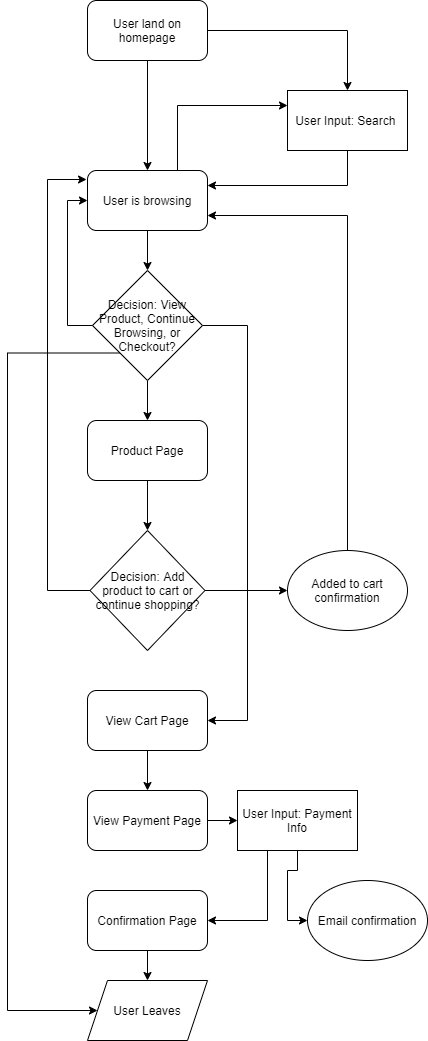 User land on
homepage
User Input: Search
User is browsing
Decision: View
Product, Continue
Browsing, or
Checkout?
Product Page
Decision: Add
product to cart or
continue shopping?
Added to cart
confirmation
View Cart Page
View Payment Page
User Input: Payment
Info
Confirmation Page
Email confirmation
User Leaves